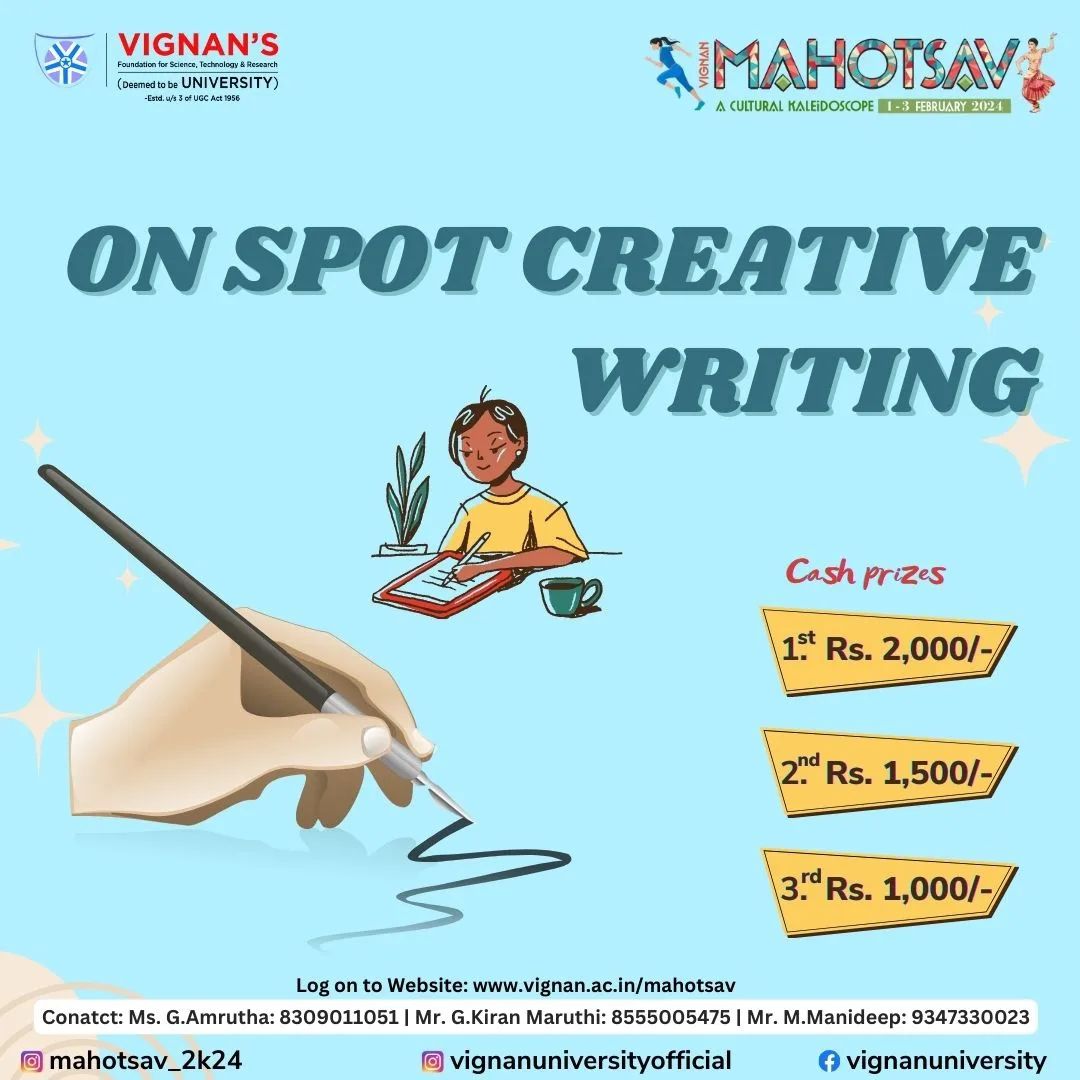 VIGNAN'S
Foundation for Science, Technology & Research
(Deemed to be UNIVERSITY)
-Estd. u/s 3 of UGC Act 1956
VIGNAN
MAHOTSAV
A CULTURAL KALEIDOSCOPE 1 - 3 FEBRUARY 2024
ON SPOT CREATIVE
WRITING
Cash prizes
1.st Rs. 2,000/-
2.nd Rs. 1,500/-
3.rd Rs. 1,000/-
Log on to Website: www.vignan.ac.in/mahotsav
Conatct: Ms. G.Amrutha: 8309011051 | Mr. G.Kiran Maruthi: 8555005475 | Mr. M.Manideep: 9347330023
mahotsav_2k24 vignanuniversityofficial vignanuniversity